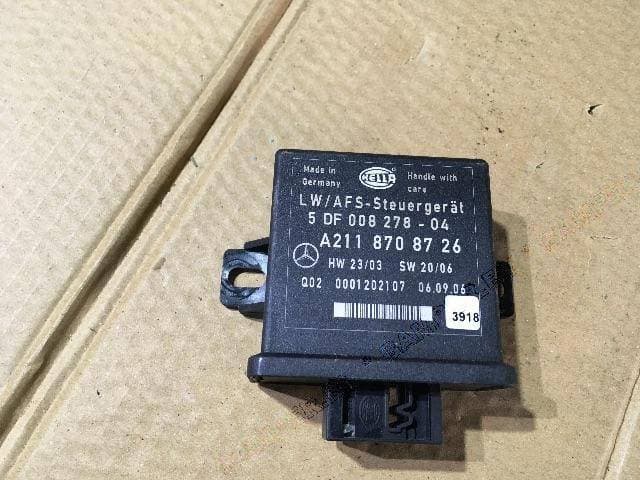 Made in
Germany
HELLA
Handle with
care
LW/AFS-Steuergerät
5 DF 008 278 - 04
A211 870 87 26
HW 23/03 SW 20/06
Q02 0001202107 06.09.06
3918
HELLA